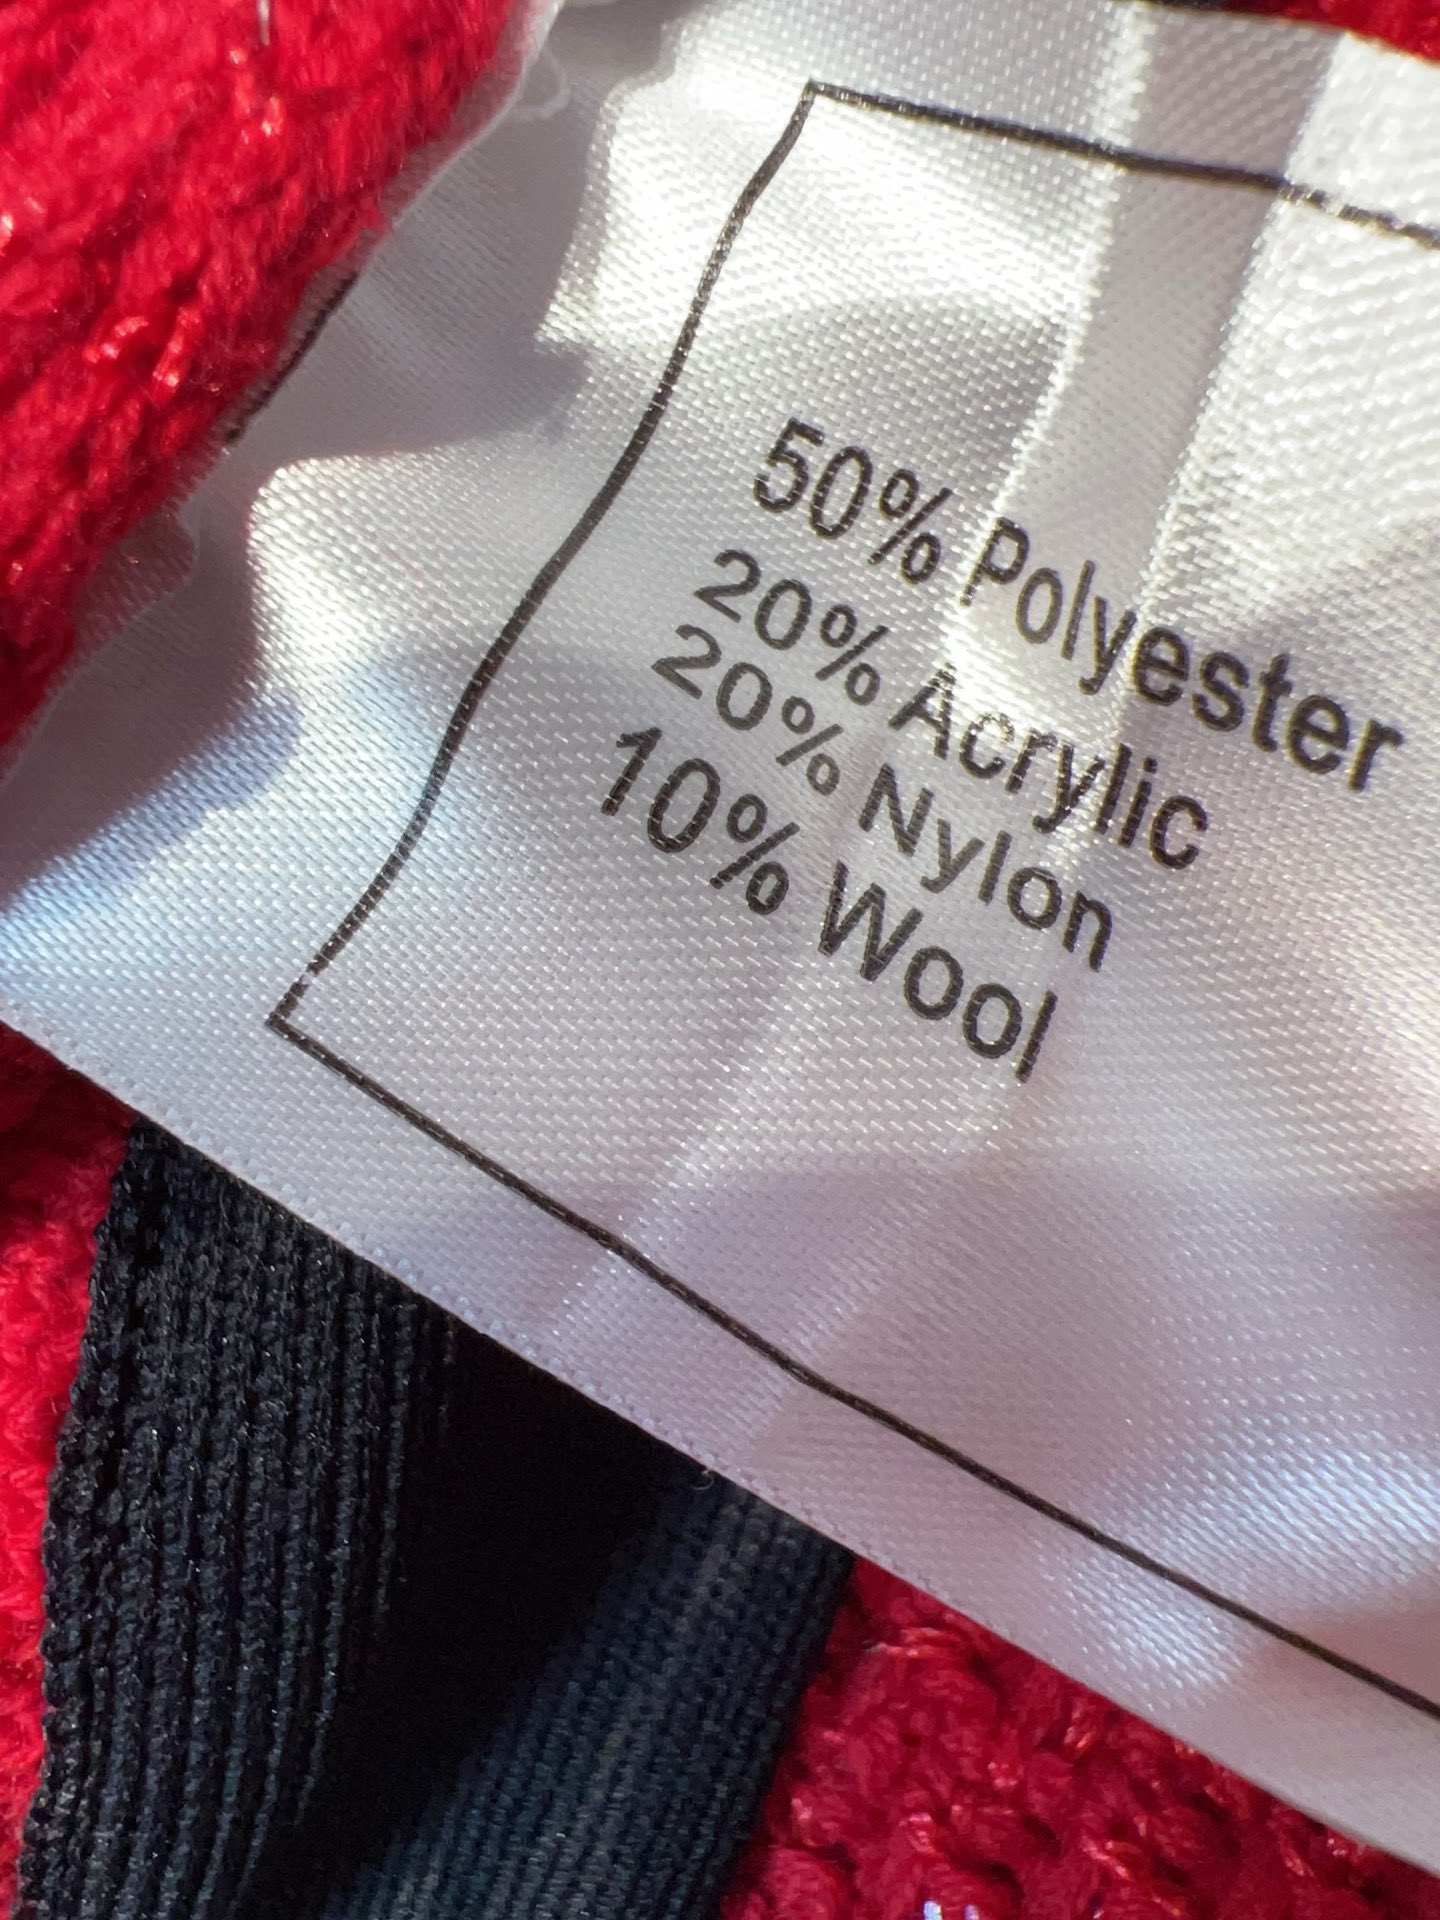 50% Polyester
20% Acrylic
20% Nylon
10% Wool